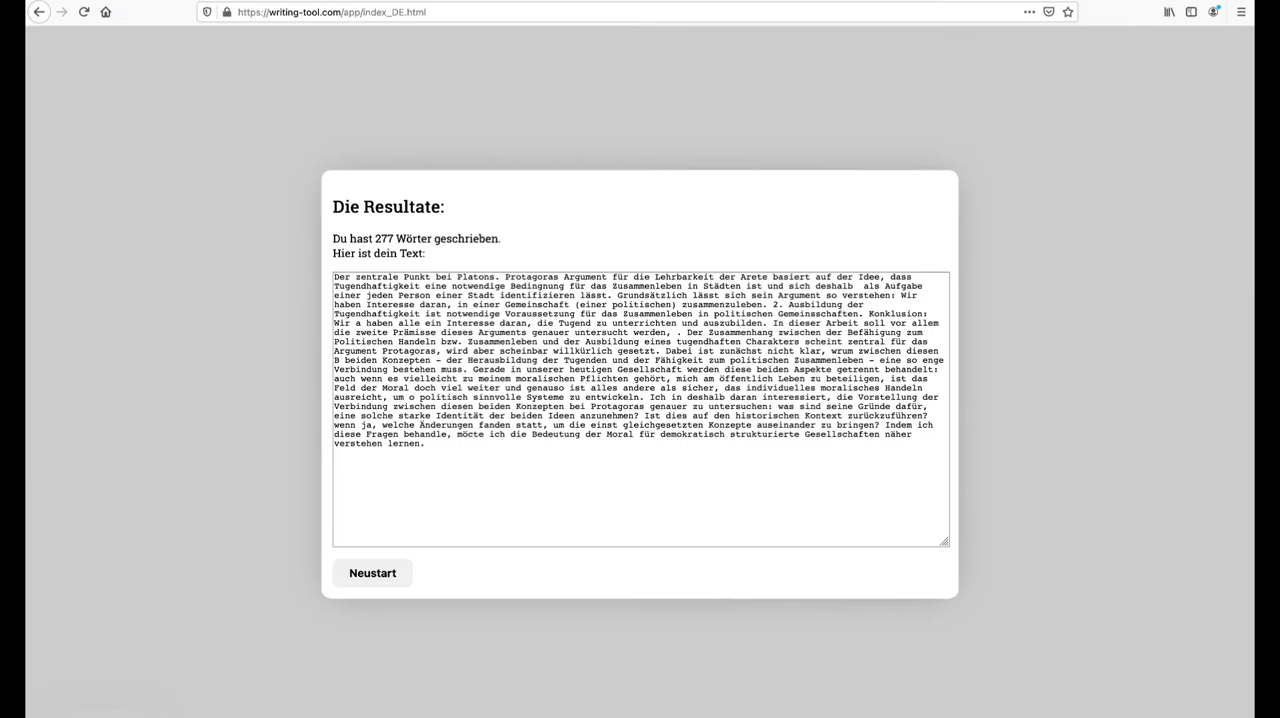 https://writing-tool.com/app/index_DE.html
Die Resultate:
Du hast 277 Wörter geschrieben.
Hier ist dein Text:
Der zentrale Punkt bei Platons. Protagoras Argument für die Lehrbarkeit der Arete basiert auf der Idee, dass
Tugendhaftigkeit eine notwendige Bedingnung für das Zusammenleben in Städten ist und sich deshalb  als Aufgabe
einer jeden Person einer Stadt identifizieren lässt. Grundsätzlich lässt sich sein Argument so verstehen: Wir
haben Interesse daran, in einer Gemeinschaft (einer politischen) zusammenzuleben. 2. Ausbildung der
Tugendhaftigkeit ist notwendige Voraussetzung für das Zusammenleben in politischen Gemeinsschaften. Konklusion:
Wir a haben alle ein Interesse daran, die Tugend zu unterrichten und auszubilden. In dieser Arbeit soll vor allem
die zweite Prämisse dieses Arguments genauer untersucht werden, . Der Zusammenhang zwischen der Befähigung zum
Politischen Handeln bzw. Zusammenleben und der Ausbildung eines tugendhaften Charakters scheint zentral für das
Argument Protagoras, wird aber scheinbar willkürlich gesetzt. Dabei ist zunächst nicht klar, wrum zwischen diesen
B beiden Konzepten - der Herausbildung der Tugenden und der Fähigkeit zum politischen Zusammenleben - eine so enge
Verbindung bestehen muss. Gerade in unserer heutigen Gesellschaft werden diese beiden Aspekte getrennt behandelt:
auch wenn es vielleicht zu meinem moralischen Pflichten gehört, mich am öffentlich Leben zu beteiligen, ist das
Feld der Moral doch viel weiter und genauso ist alles andere als sicher, das individuelles moralisches Handeln
ausreicht, um o politisch sinnvolle Systeme zu entwickeln. Ich in deshalb daran interessiert, die Vorstellung der
Verbindung zwischen diesen beiden Konzepten bei Protagoras genauer zu untersuchen: was sind seine Gründe dafür,
eine solche starke Identität der beiden Ideen anzunehmen? Ist dies auf den historischen Kontext zurückzuführen?
wenn ja, welche Änderungen fanden statt, um die einst gleichgesetzten Konzepte auseinander zu bringen? Indem ich
diese Fragen behandle, möcte ich die Bedeutung der Moral für demokratisch strukturierte Gesellschaften näher
verstehen lernen.
Neustart